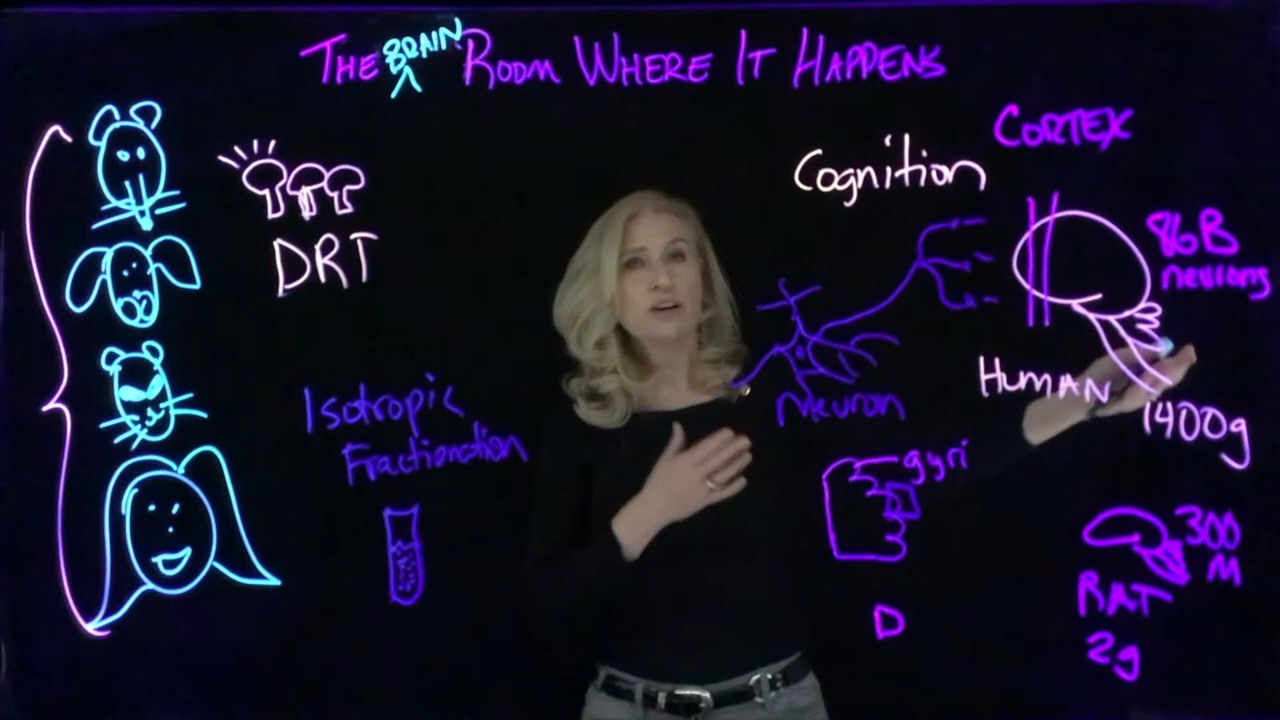 THE BRAIN ROOM WHERE IT HAPPENS
CORTEX
Cognition
DRT
86B
neurons
HUMAN
1400g
Isotropic
Fractionation
Neuron
gyri
300
M
RAT
2g
D